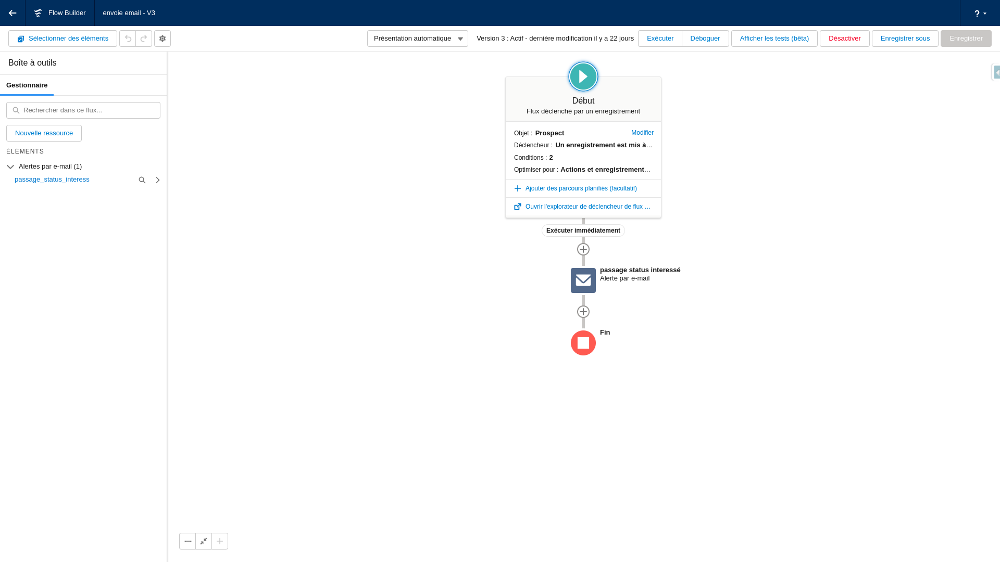 Flow Builder
envoie email - V3
?
Sélectionner des éléments
Présentation automatique
Version 3 : Actif - dernière modification il y a 22 jours
Exécuter
Déboguer
Afficher les tests (bêta)
Désactiver
Enregistrer sous
Enregistrer
Boîte à outils
Gestionnaire
Rechercher dans ce flux...
Nouvelle ressource
ÉLÉMENTS
Alertes par e-mail (1)
passage_status_interess
Début
Flux déclenché par un enregistrement
Objet : Prospect
Modifier
Déclencheur : Un enregistrement est mis à...
Conditions : 2
Optimiser pour : Actions et enregistrement...
Ajouter des parcours planifiés (facultatif)
Ouvrir l'explorateur de déclencheur de flux ...
Exécuter immédiatement
passage status interessé
Alerte par e-mail
Fin